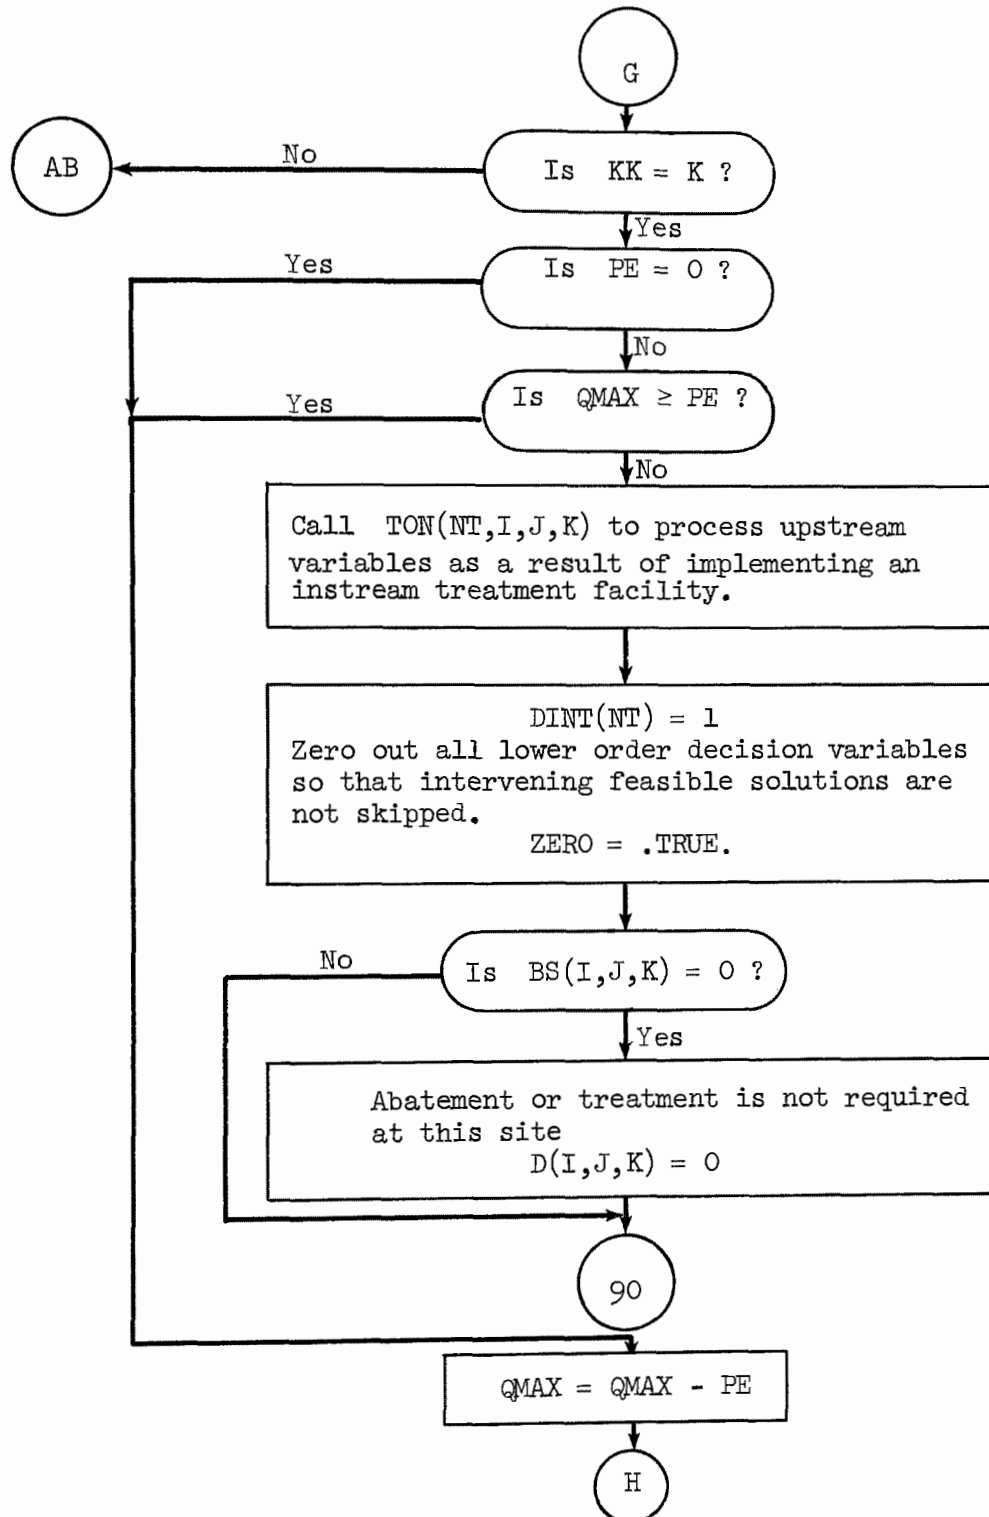 G
AB
No
Is KK = K ?
Yes
Yes
Is PE = 0 ?
No
Yes
Is QMAX ≥ PE ?
No
Call TON(NT,I,J,K) to process upstream
variables as a result of implementing an
instream treatment facility.
DINT(NT) = 1
Zero out all lower order decision variables
so that intervening feasible solutions are
not skipped.
ZERO = .TRUE.
No
Is BS(I,J,K) = 0 ?
Yes
Abatement or treatment is not required
at this site
D(I,J,K) = 0
90
QMAX = QMAX - PE
H